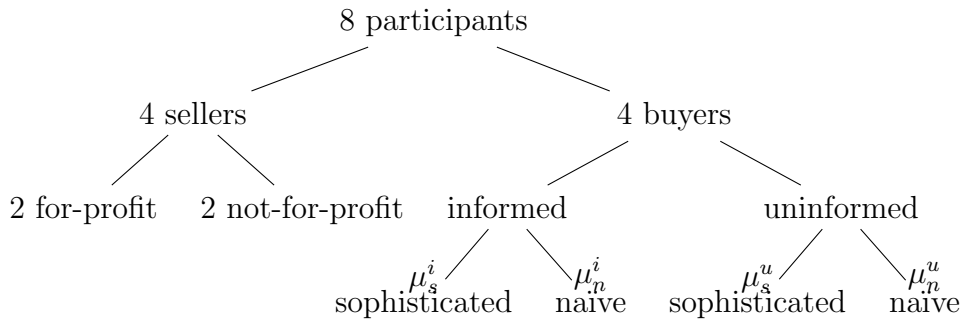 8 participants
4 sellers 4 buyers
2 for-profit 2 not-for-profit informed uninformed
μ_s^i μ_n^i μ_s^u μ_n^u
sophisticated naive sophisticated naive